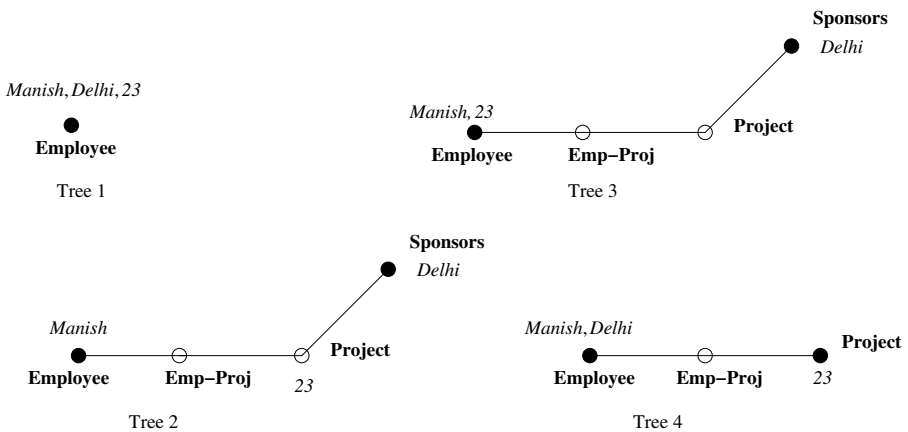 Manish, Delhi, 23
Employee
Tree 1
Sponsors
Delhi
Manish, 23
Project
Employee
Emp–Proj
Tree 3
Sponsors
Delhi
Manish
Project
Employee
Emp–Proj
23
Tree 2
Manish, Delhi
Project
Employee
Emp–Proj
23
Tree 4